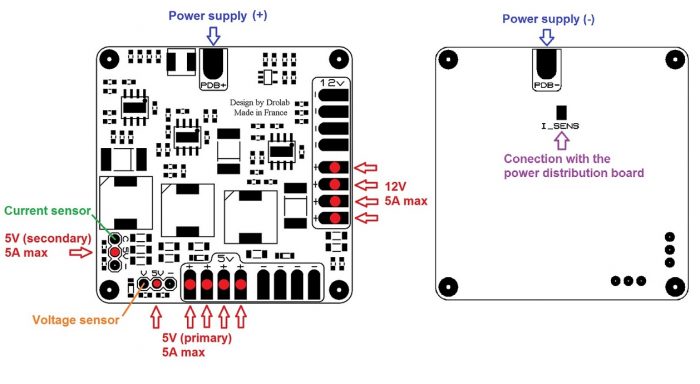 Power supply (+)
Power supply (-)
PDB+
12v
Design by Drolab
Made in France
- 
-
-
-
+
+
+
+
12V
5A max
PDB-
I_SENS
Conection with the
power distribution board
Current sensor
5V (secondary)
5A max
C
5V
-
5v
V 5V -
+ + + + - - - -
Voltage sensor
5V (primary)
5A max